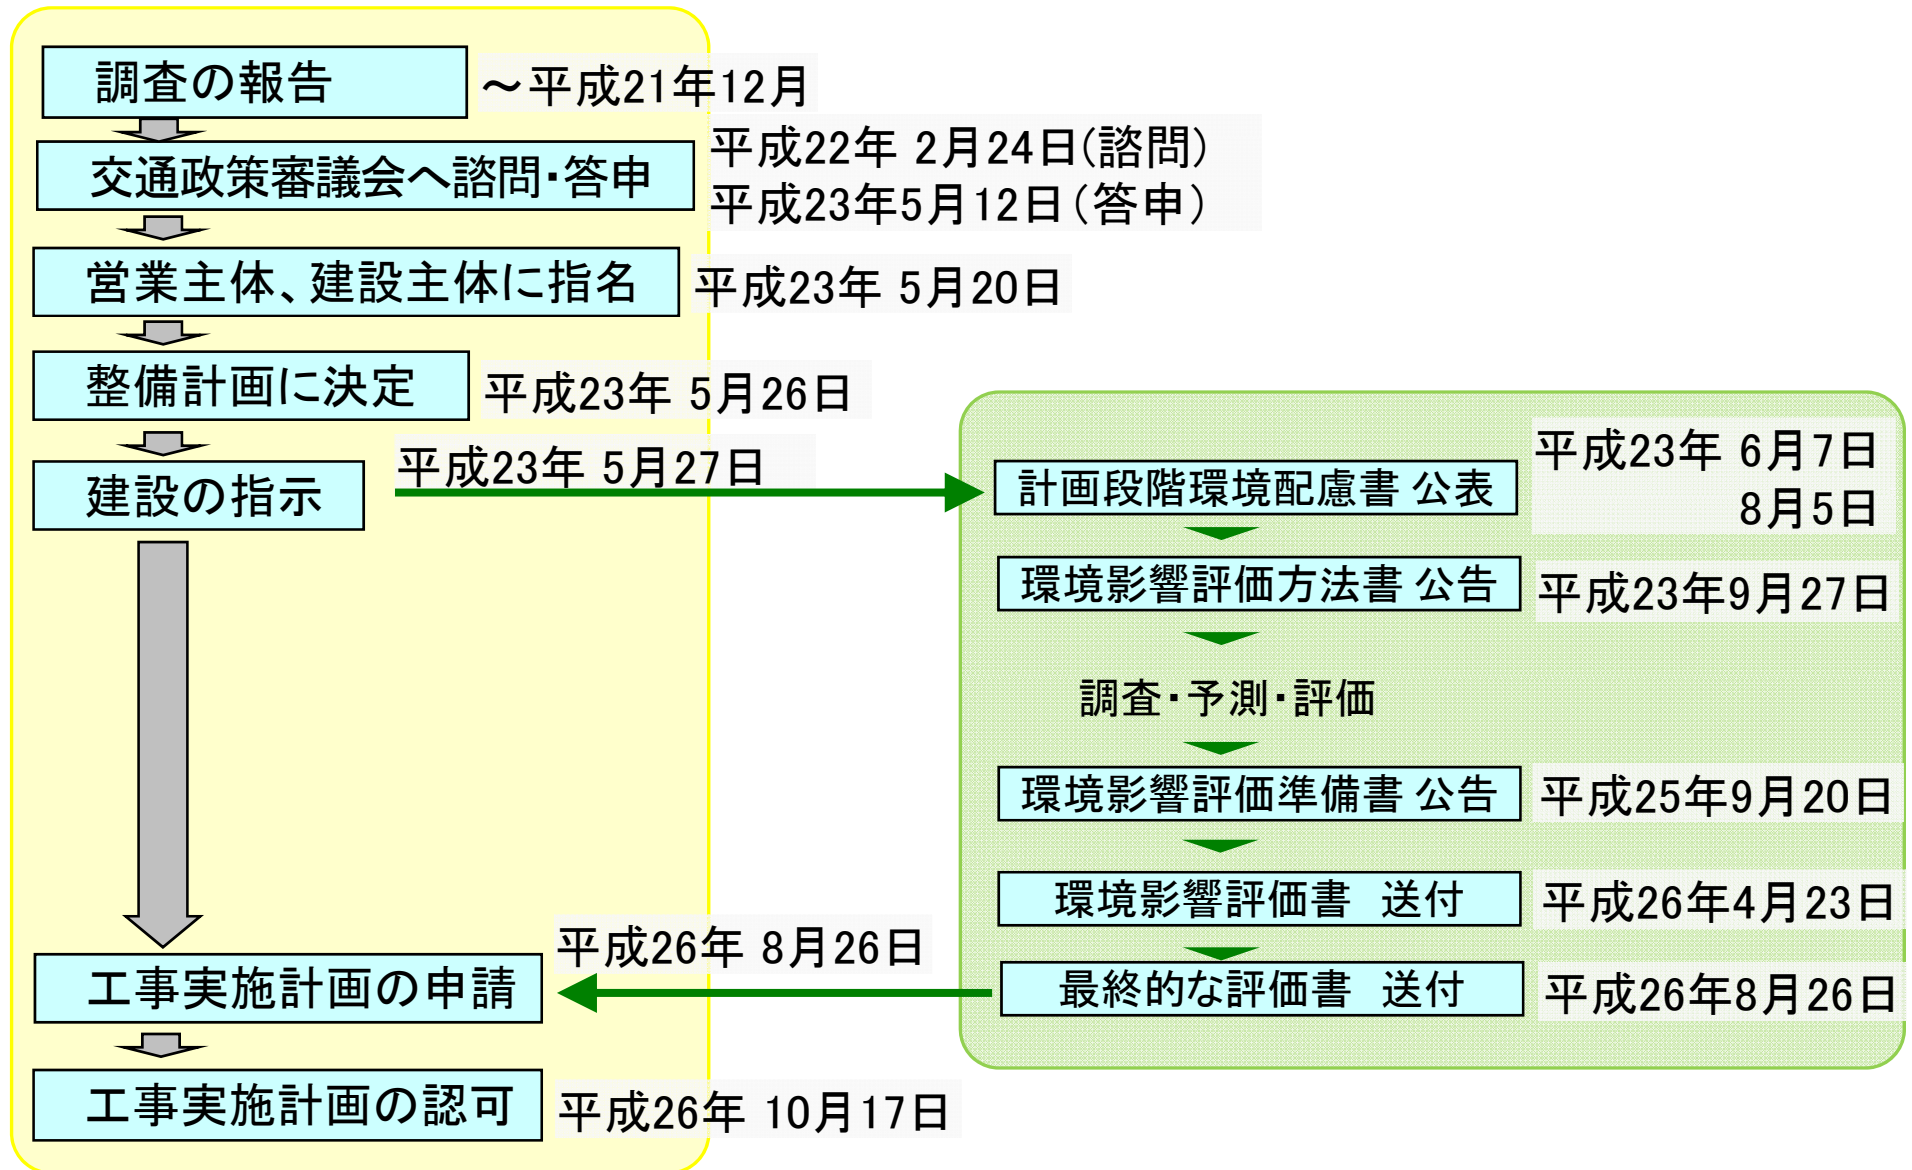 調査の報告
～平成21年12月
交通政策審議会へ諮問・答申
平成22年 2月24日(諮問)
平成23年5月12日(答申)
営業主体、建設主体に指名
平成23年 5月20日
整備計画に決定
平成23年 5月26日
建設の指示
平成23年 5月27日
計画段階環境配慮書 公表
平成23年 6月7日
8月5日
環境影響評価方法書 公告
平成23年9月27日
調査・予測・評価
環境影響評価準備書 公告
平成25年9月20日
環境影響評価書　送付
平成26年4月23日
最終的な評価書　送付
平成26年8月26日
工事実施計画の申請
平成26年 8月26日
工事実施計画の認可
平成26年 10月17日